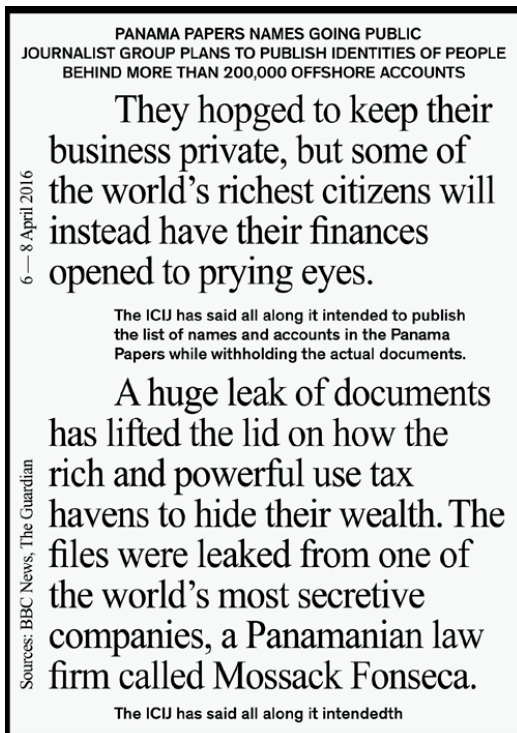 PANAMA PAPERS NAMES GOING PUBLIC
JOURNALIST GROUP PLANS TO PUBLISH IDENTITIES OF PEOPLE
BEHIND MORE THAN 200,000 OFFSHORE ACCOUNTS
6 — 8 April 2016
They hopged to keep their
business private, but some of
the world’s richest citizens will
instead have their finances
opened to prying eyes.
The ICIJ has said all along it intended to publish
the list of names and accounts in the Panama
Papers while withholding the actual documents.
Sources: BBC News, The Guardian
A huge leak of documents
has lifted the lid on how the
rich and powerful use tax
havens to hide their wealth. The
files were leaked from one of
the world’s most secretive
companies, a Panamanian law
firm called Mossack Fonseca.
The ICIJ has said all along it intendedth